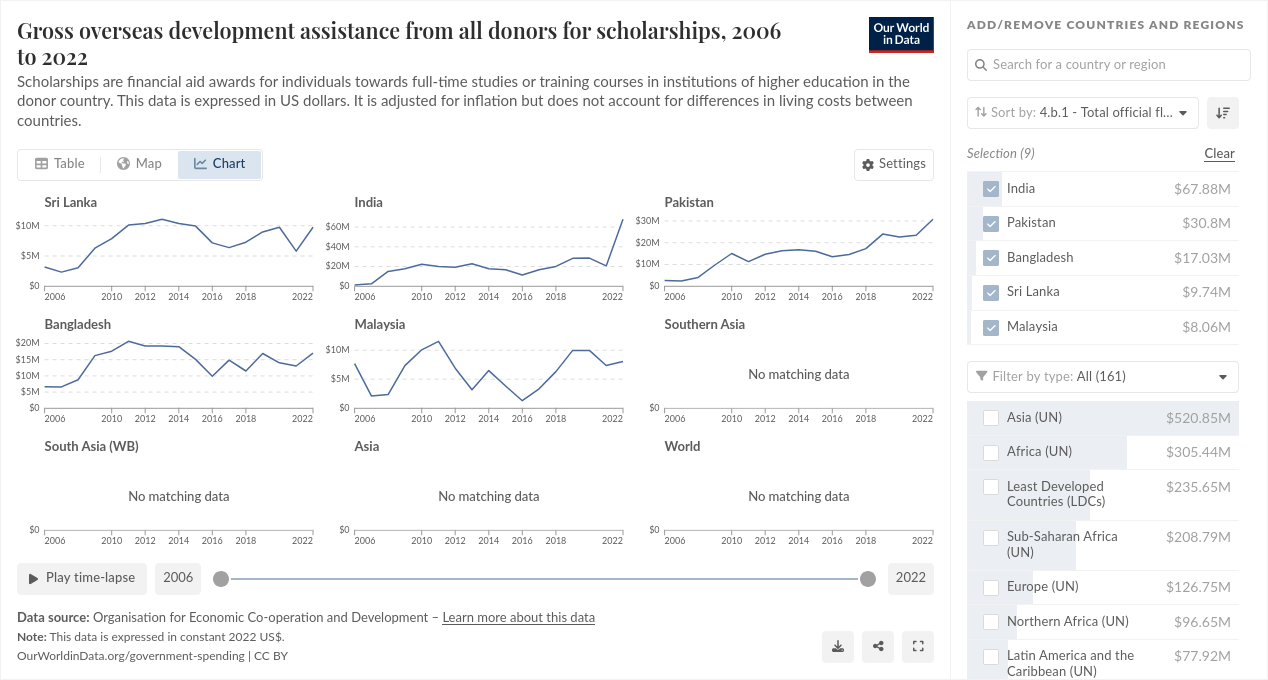 Gross overseas development assistance from all donors for scholarships, 2006
to 2022
Our World
in Data
Scholarships are financial aid awards for individuals towards full-time studies or training courses in institutions of higher education in the
donor country. This data is expressed in US dollars. It is adjusted for inflation but does not account for differences in living costs between
countries.
Table
Map
Chart
Settings
Sri Lanka
$10M
$5M
$0
2006 2010 2012 2014 2016 2018 2022
India
$60M
$40M
$20M
$0
2006 2010 2012 2014 2016 2018 2022
Pakistan
$30M
$20M
$10M
$0
2006 2010 2012 2014 2016 2018 2022
Bangladesh
$20M
$15M
$10M
$5M
$0
2006 2010 2012 2014 2016 2018 2022
Malaysia
$10M
$5M
$0
2006 2010 2012 2014 2016 2018 2022
Southern Asia
No matching data
$0
2006 2010 2012 2014 2016 2018 2022
South Asia (WB)
No matching data
$0
2006 2010 2012 2014 2016 2018 2022
Asia
No matching data
$0
2006 2010 2012 2014 2016 2018 2022
World
No matching data
$0
2006 2010 2012 2014 2016 2018 2022
Play time-lapse
2006
2022
Data source: Organisation for Economic Co-operation and Development – Learn more about this data
Note: This data is expressed in constant 2022 US$.
OurWorldinData.org/government-spending | CC BY
ADD/REMOVE COUNTRIES AND REGIONS
Search for a country or region
Sort by: 4.b.1 - Total official fl...
Selection (9)
Clear
India $67.88M
Pakistan $30.8M
Bangladesh $17.03M
Sri Lanka $9.74M
Malaysia $8.06M
Filter by type: All (161)
Asia (UN) $520.85M
Africa (UN) $305.44M
Least Developed
Countries (LDCs) $235.65M
Sub-Saharan Africa
(UN) $208.79M
Europe (UN) $126.75M
Northern Africa (UN) $96.65M
Latin America and the
Caribbean (UN) $77.92M